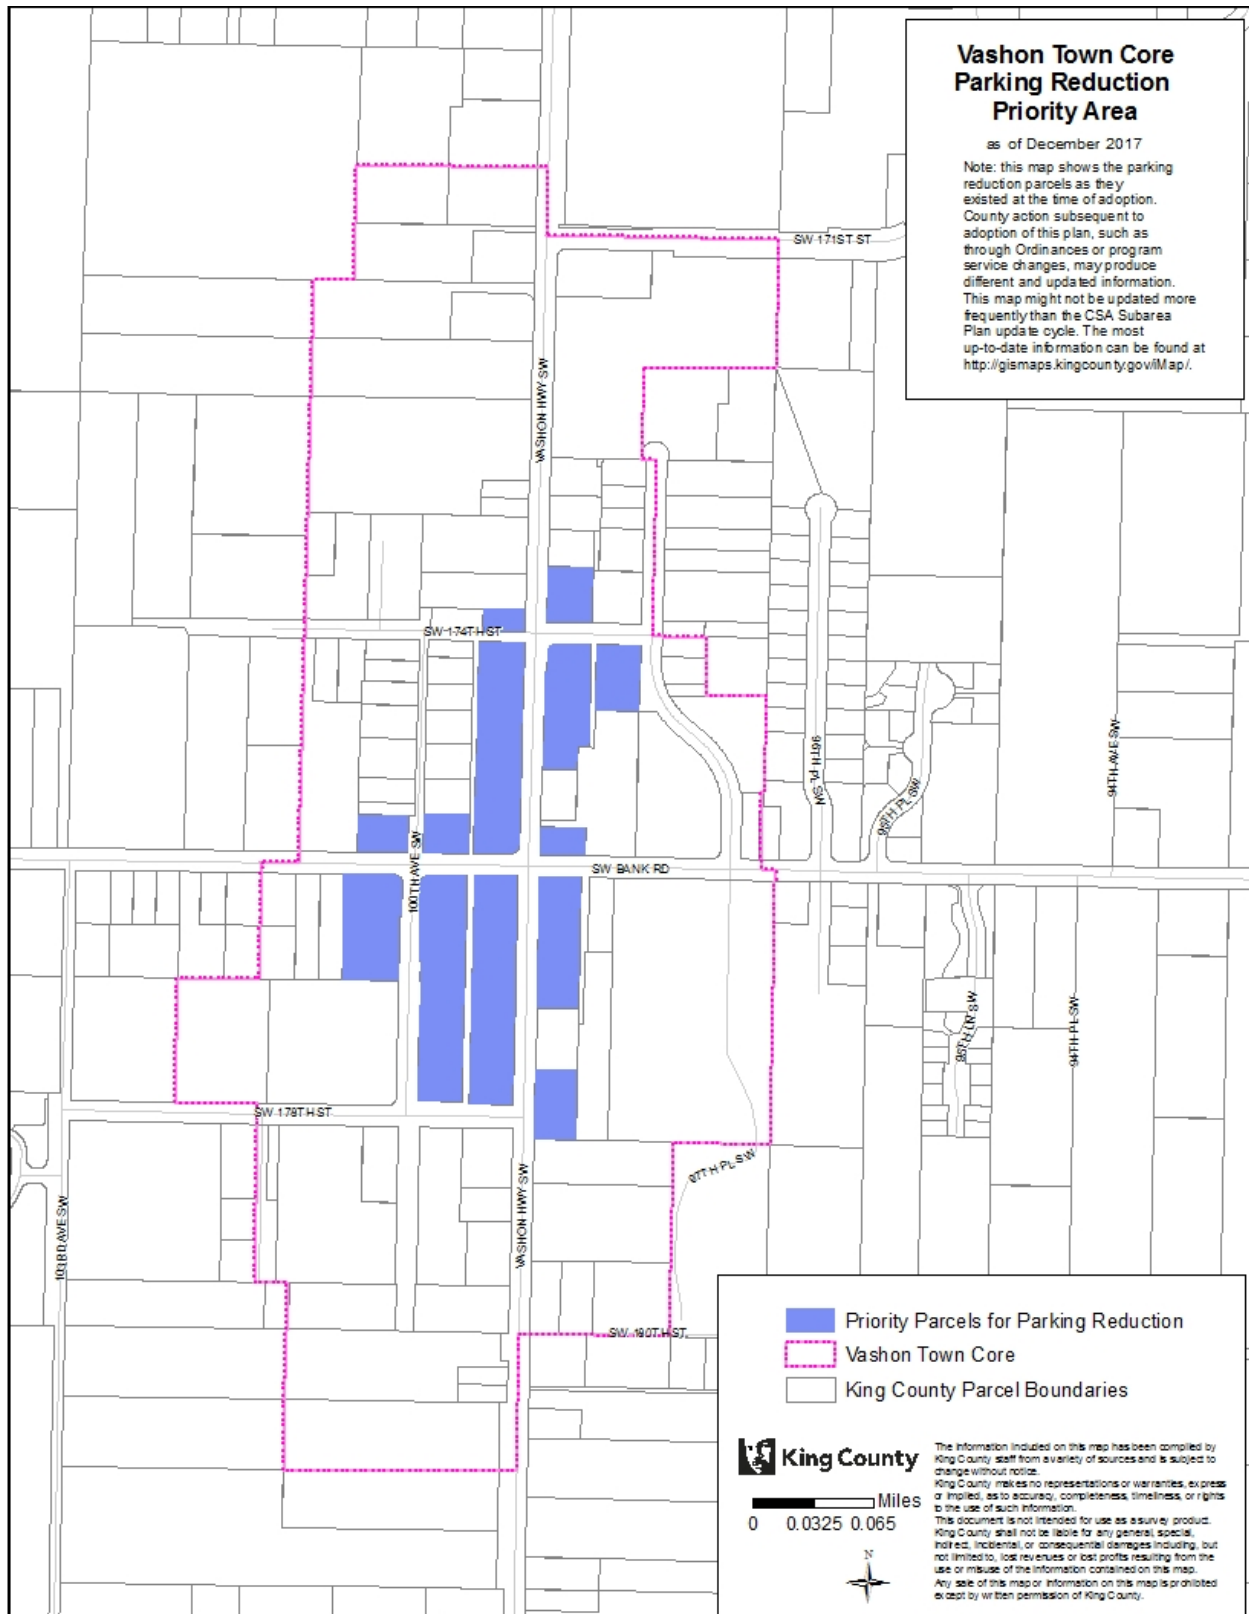 Vashon Town Core
Parking Reduction
Priority Area
as of December 2017
Note: this map shows the parking
reduction parcels as they
existed at the time of adoption.
County action subsequent to
adoption of this plan, such as
through Ordinances or program
service changes, may produce
different and updated information.
This map might not be updated more
frequently than the CSA Subarea
Plan update cycle. The most
up-to-date information can be found at
http://gismaps.kingcounty.gov/iMap/.
SW 171ST ST
VASHON HWY SW
SW 174TH ST
94TH AVE SW
96TH PL SW
95TH PL SW
100TH AVE SW
SW BANK RD
95TH LN SW
94TH PL SW
SW 178TH ST
97TH PL SW
VASHON HWY SW
103RD AVE SW
SW 180TH ST
Priority Parcels for Parking Reduction
Vashon Town Core
King County Parcel Boundaries
King County
Miles
0 0.0325 0.065
N
The information included on this map has been compiled by
King County staff from a variety of sources and is subject to
change without notice.
King County makes no representations or warranties, express
or implied, as to accuracy, completeness, timeliness, or rights
to the use of such information.
This document is not intended for use as a survey product.
King County shall not be liable for any general, special,
indirect, incidental, or consequential damages including, but
not limited to, lost revenues or lost profits resulting from the
use or misuse of the information contained on this map.
Any sale of this map or information on this map is prohibited
except by written permission of King County.